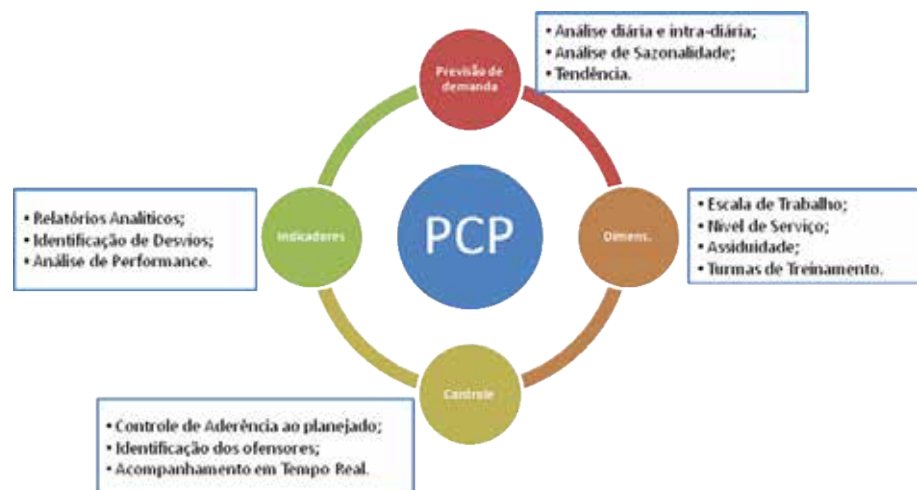 • Análise diária e intra-diária;
• Análise de Sazonalidade;
• Tendência.
Previsão de
demanda
• Relatórios Analíticos;
• Identificação de Desvios;
• Análise de Performance.
Indicadores
PCP
Dimens.
• Escala de Trabalho;
• Nível de Serviço;
• Assiduidade;
• Turmas de Treinamento.
Controle
• Controle de Aderência ao planejado;
• Identificação dos ofensores;
• Acompanhamento em Tempo Real.